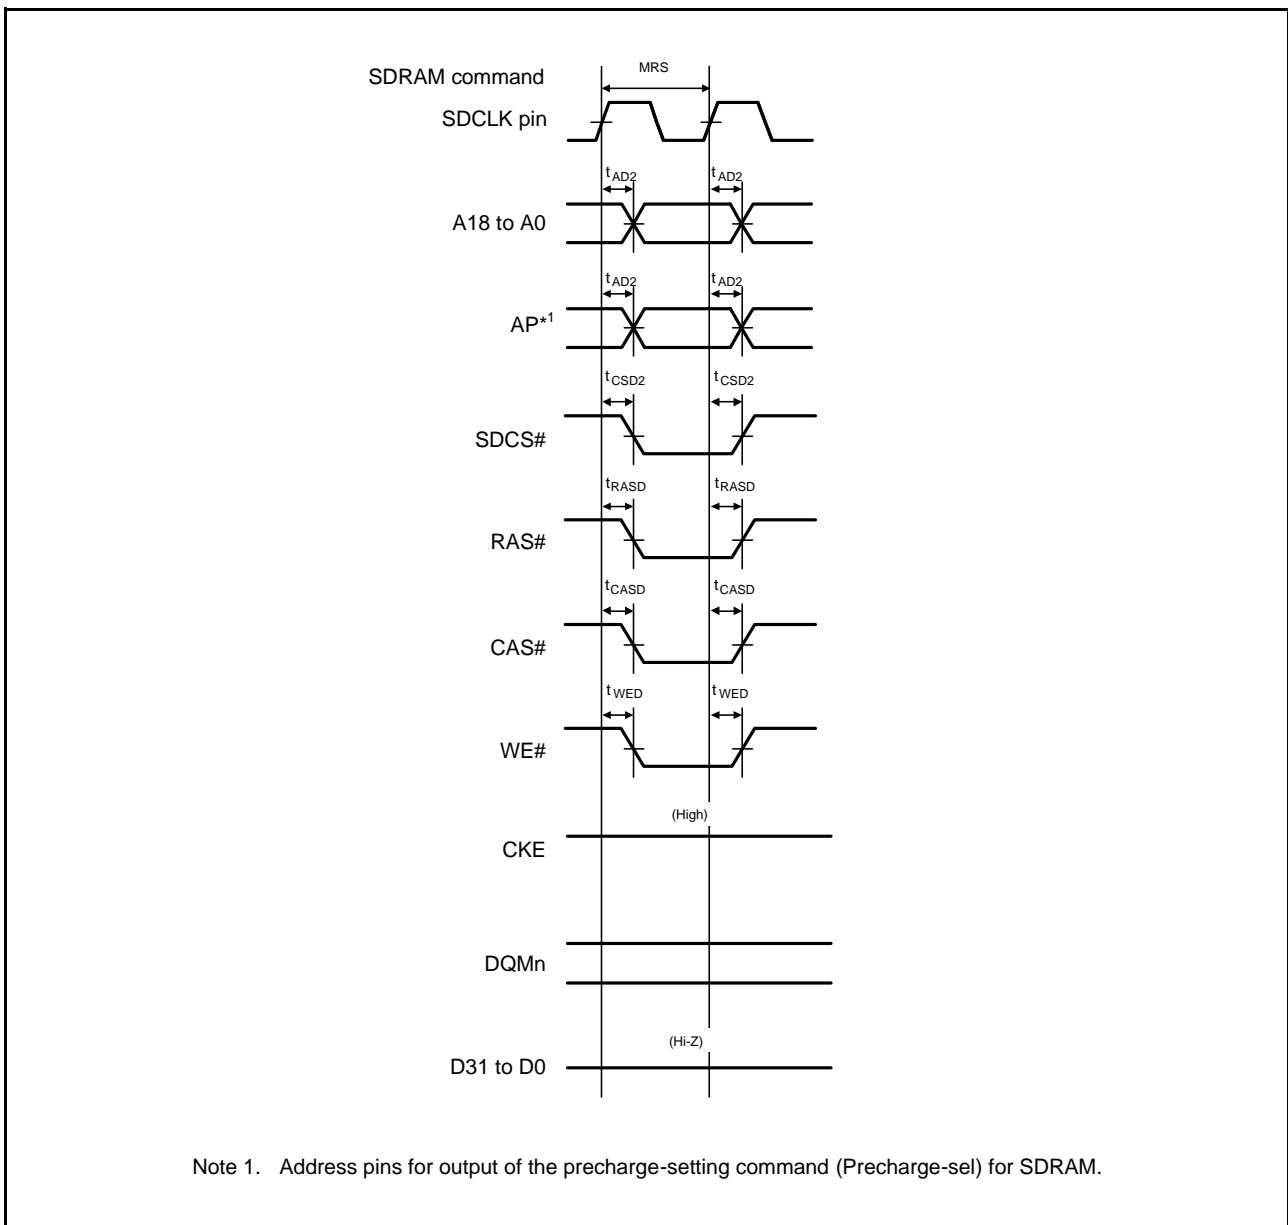 SDRAM command
MRS
SDCLK pin
tAD2 tAD2
A18 to A0
tAD2 tAD2
AP*1
tCSD2 tCSD2
SDCS#
tRASD tRASD
RAS#
tCASD tCASD
CAS#
tWED tWED
WE#
(High)
CKE
DQMn
(Hi-Z)
D31 to D0
Note 1. Address pins for output of the precharge-setting command (Precharge-sel) for SDRAM.